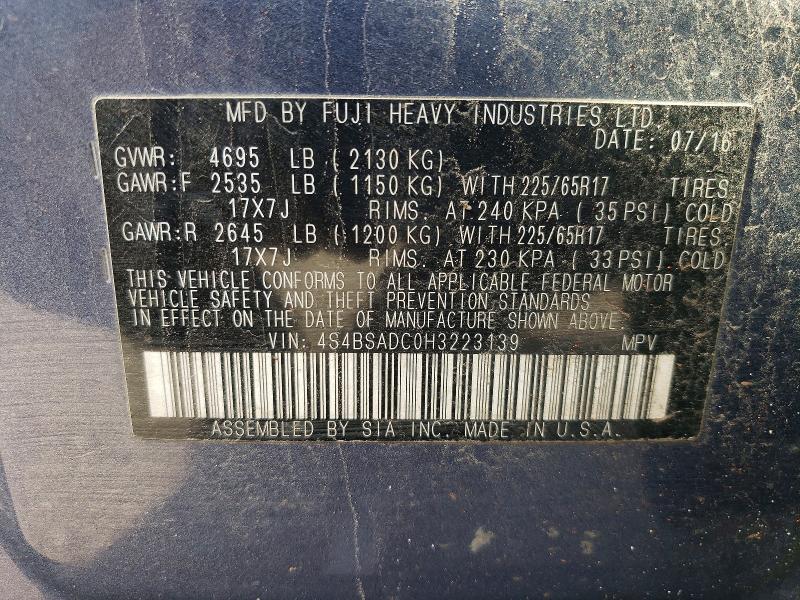 MFD BY FUJI HEAVY INDUSTRIES LTD.
DATE: 07/16
GVWR: 4695 LB (2130 KG)
GAWR:F 2535 LB (1150 KG) WITH 225/65R17 TIRES
17X7J RIMS. AT 240 KPA (35 PSI) COLD
GAWR:R 2645 LB (1200 KG) WITH 225/65R17 TIRES.
17X7J RIMS. AT 230 KPA (33 PSI) COLD
THIS VEHICLE CONFORMS TO ALL APPLICABLE FEDERAL MOTOR
VEHICLE SAFETY AND THEFT PREVENTION STANDARDS
IN EFFECT ON THE DATE OF MANUFACTURE SHOWN ABOVE.
VIN: 4S4BSADC0H3223139 MPV
ASSEMBLED BY SIA INC. MADE IN U.S.A.